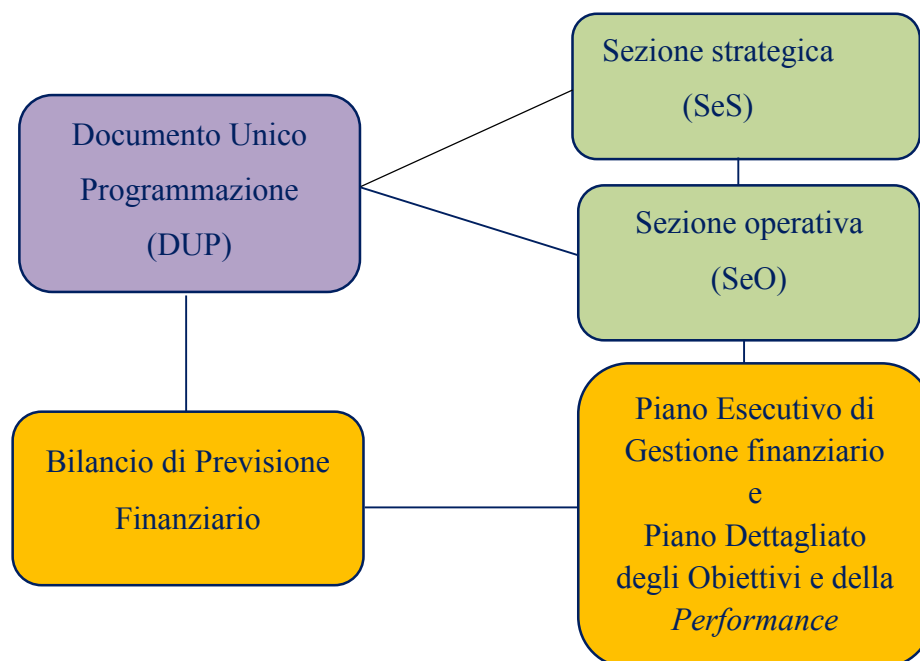 Sezione strategica
(SeS)
Documento Unico
Programmazione
(DUP)
Sezione operativa
(SeO)
Bilancio di Previsione
Finanziario
Piano Esecutivo di
Gestione finanziario
e
Piano Dettagliato
degli Obiettivi e della
Performance